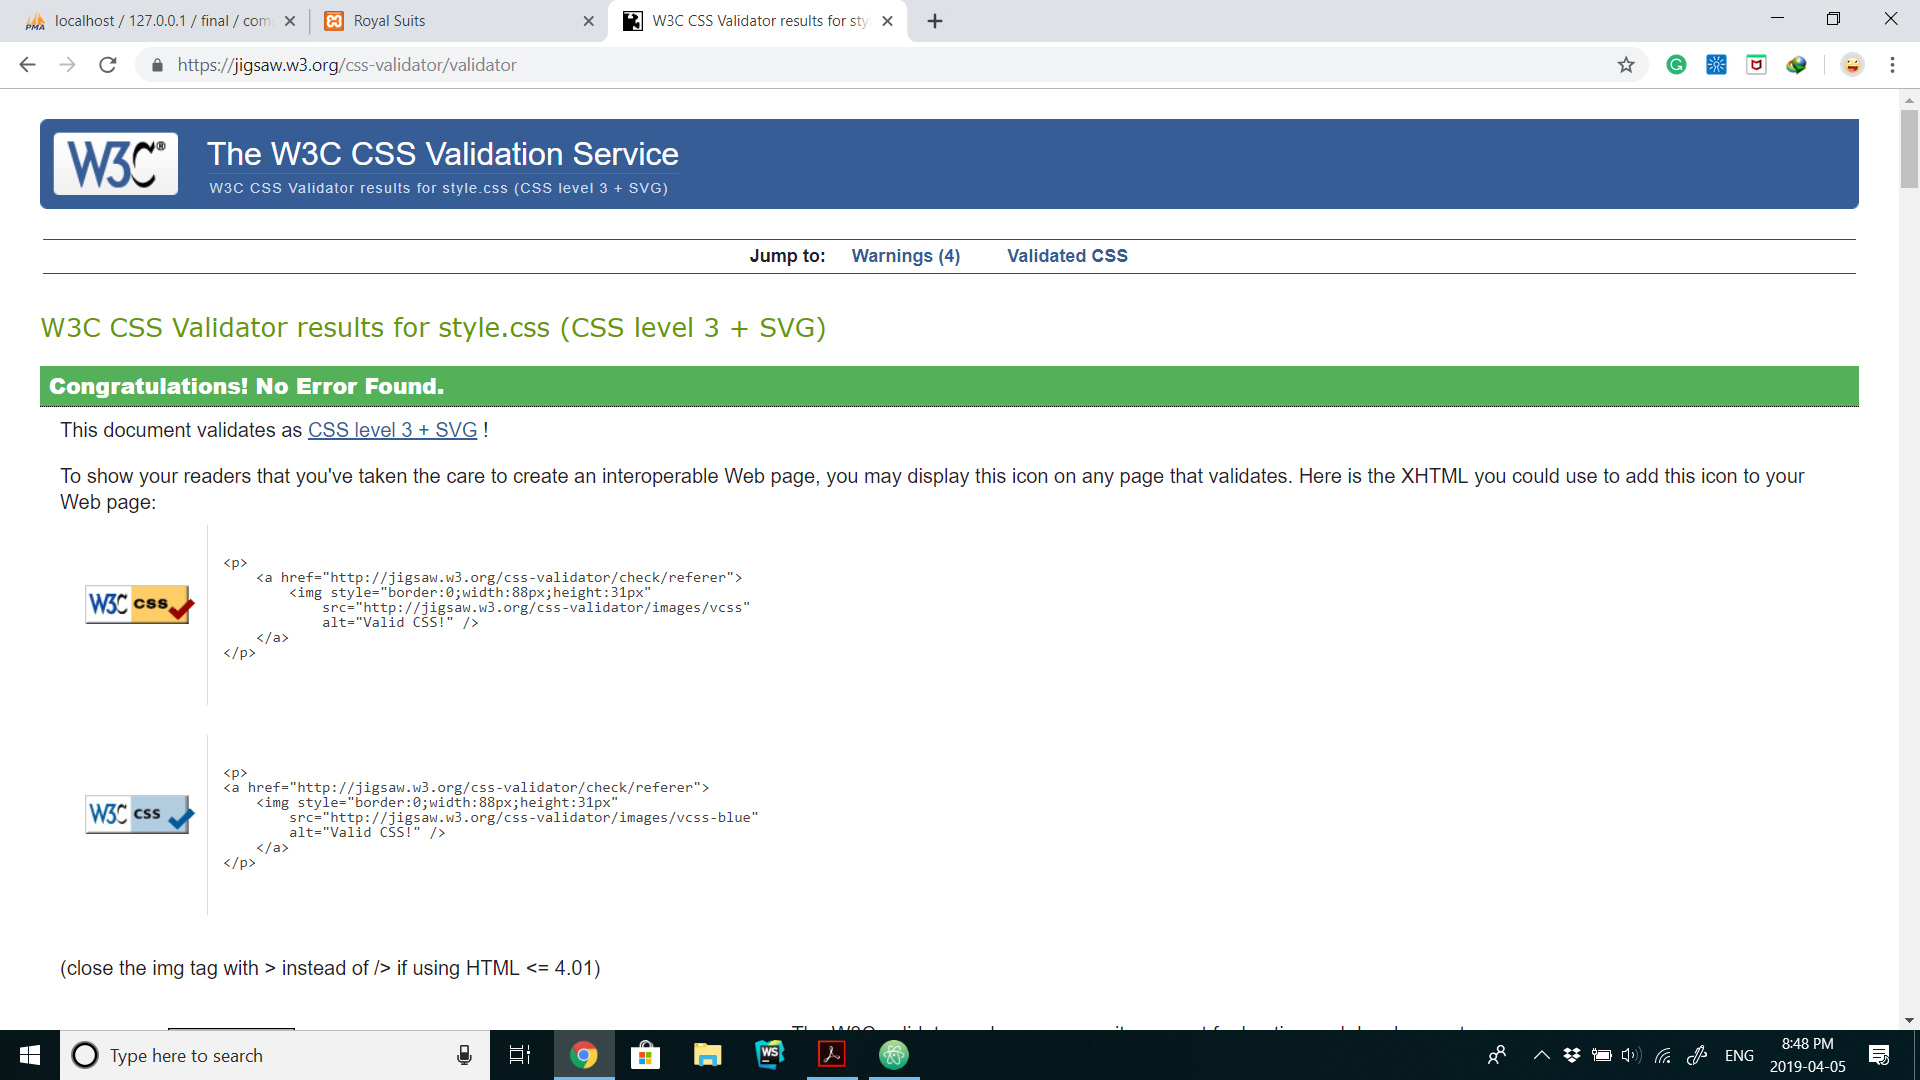 PMA localhost / 127.0.0.1 / final / com
Royal Suits
W3C CSS Validator results for sty
https://jigsaw.w3.org/css-validator/validator
W3C®
The W3C CSS Validation Service
W3C CSS Validator results for style.css (CSS level 3 + SVG)
Jump to: Warnings (4) Validated CSS
W3C CSS Validator results for style.css (CSS level 3 + SVG)
Congratulations! No Error Found.
This document validates as CSS level 3 + SVG !
To show your readers that you've taken the care to create an interoperable Web page, you may display this icon on any page that validates. Here is the XHTML you could use to add this icon to your
Web page:
W3C css
<p>
<a href="http://jigsaw.w3.org/css-validator/check/referer">
<img style="border:0;width:88px;height:31px"
src="http://jigsaw.w3.org/css-validator/images/vcss"
alt="Valid CSS!" />
</a>
</p>
W3C css
<p>
<a href="http://jigsaw.w3.org/css-validator/check/referer">
<img style="border:0;width:88px;height:31px"
src="http://jigsaw.w3.org/css-validator/images/vcss-blue"
alt="Valid CSS!" />
</a>
</p>
(close the img tag with > instead of /> if using HTML <= 4.01)
Type here to search
WS
ENG
8:48 PM
2019-04-05